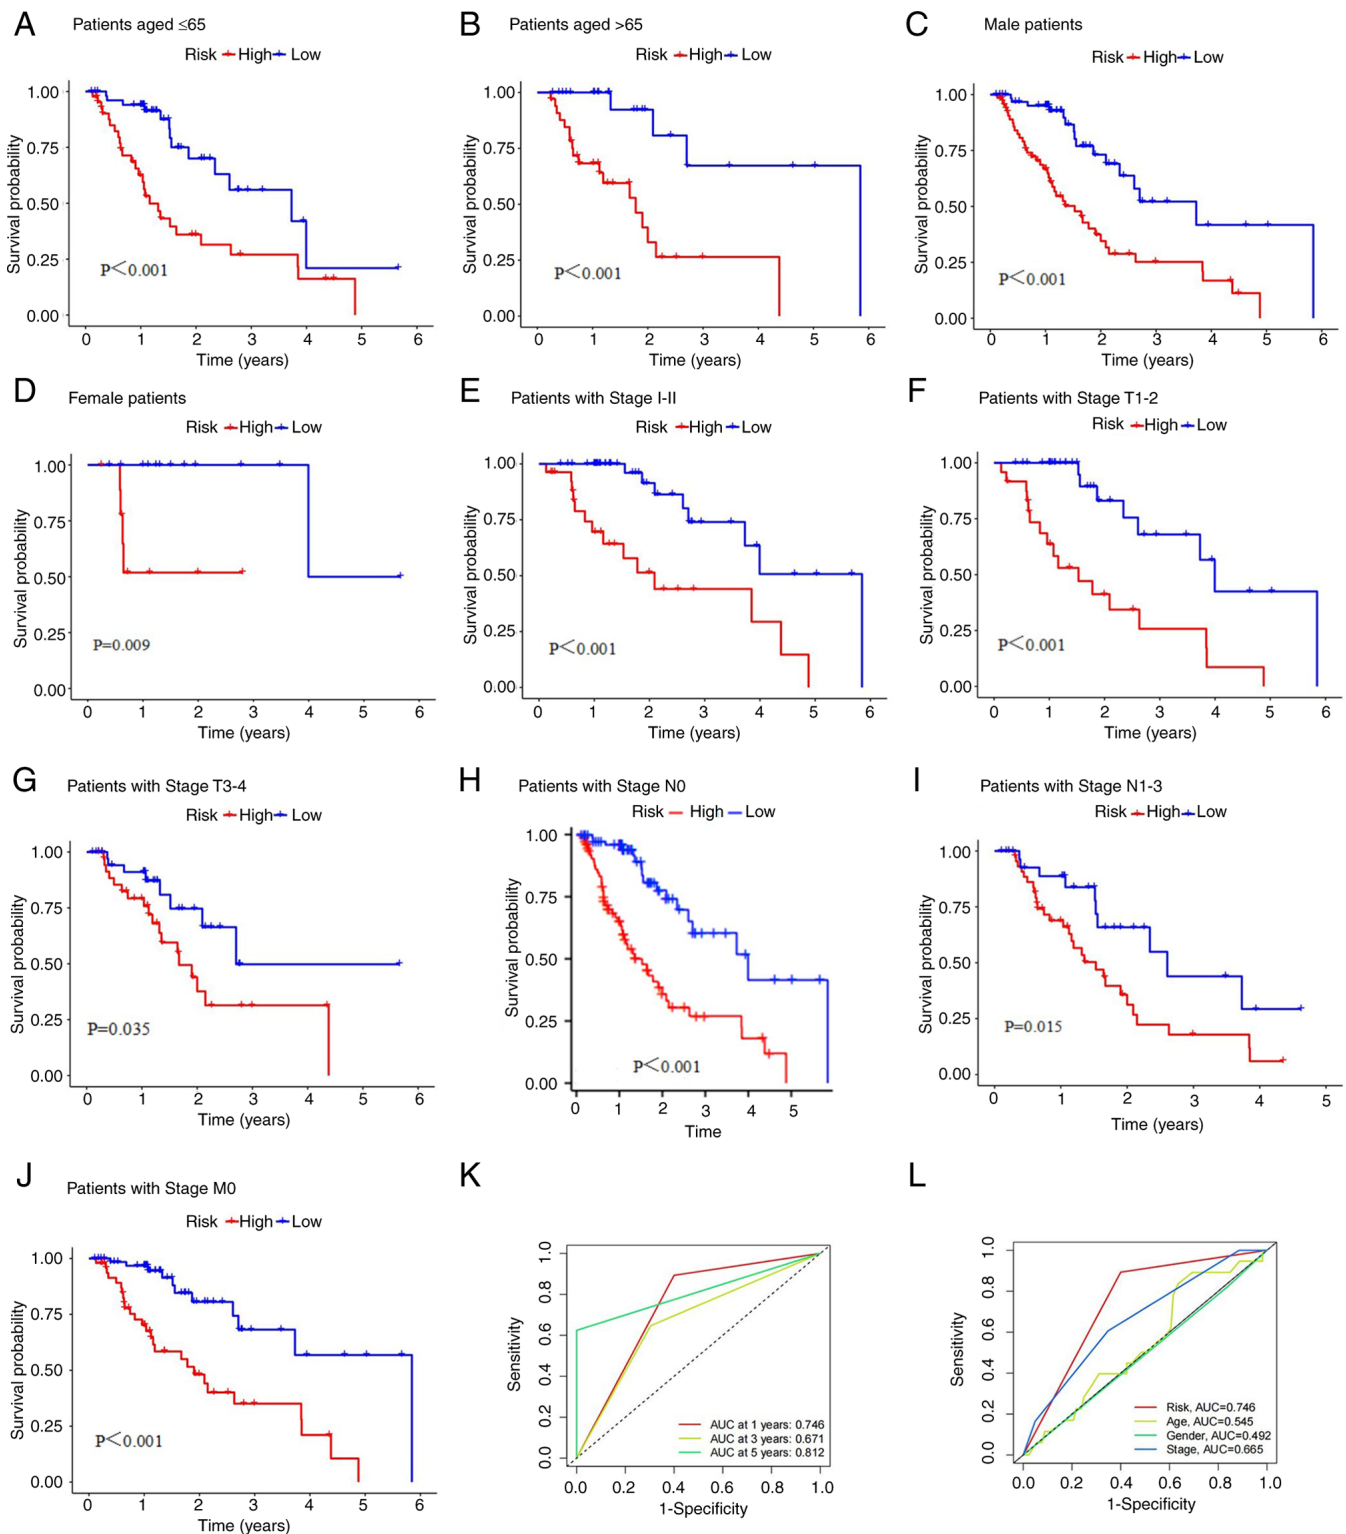 A Patients aged ≤65
Risk High Low
Survival probability
1.00
0.75
0.50
0.25
0.00
P<0.001
0 1 2 3 4 5 6
Time (years)
B Patients aged >65
Risk High Low
Survival probability
1.00
0.75
0.50
0.25
0.00
P<0.001
0 1 2 3 4 5 6
Time (years)
C Male patients
Risk High Low
Survival probability
1.00
0.75
0.50
0.25
0.00
P<0.001
0 1 2 3 4 5 6
Time (years)
D Female patients
Risk High Low
Survival probability
1.00
0.75
0.50
0.25
0.00
P=0.009
0 1 2 3 4 5 6
Time (years)
E Patients with Stage I-II
Risk High Low
Survival probability
1.00
0.75
0.50
0.25
0.00
P<0.001
0 1 2 3 4 5 6
Time (years)
F Patients with Stage T1-2
Risk High Low
Survival probability
1.00
0.75
0.50
0.25
0.00
P<0.001
0 1 2 3 4 5 6
Time (years)
G Patients with Stage T3-4
Risk High Low
Survival probability
1.00
0.75
0.50
0.25
0.00
P=0.035
0 1 2 3 4 5 6
Time (years)
H Patients with Stage N0
Risk High Low
Survival probability
1.00
0.75
0.50
0.25
0.00
P<0.001
0 1 2 3 4 5
Time
I Patients with Stage N1-3
Risk High Low
Survival probability
1.00
0.75
0.50
0.25
0.00
P=0.015
0 1 2 3 4 5
Time (years)
J Patients with Stage M0
Risk High Low
Survival probability
1.00
0.75
0.50
0.25
0.00
P<0.001
0 1 2 3 4 5 6
Time (years)
K
Sensitivity
1.0
0.8
0.6
0.4
0.2
0.0
AUC at 1 years: 0.746
AUC at 3 years: 0.671
AUC at 5 years: 0.812
0.0 0.2 0.4 0.6 0.8 1.0
1-Specificity
L
Sensitivity
1.0
0.8
0.6
0.4
0.2
0.0
Risk, AUC=0.746
Age, AUC=0.545
Gender, AUC=0.492
Stage, AUC=0.665
0.0 0.2 0.4 0.6 0.8 1.0
1-Specificity